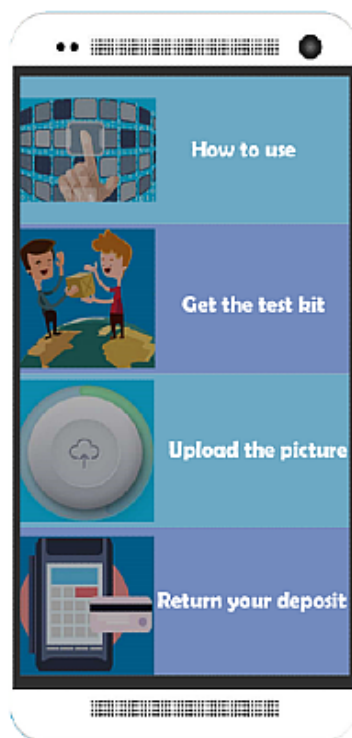 How to use
Get the test kit
Upload the picture
Return your deposit